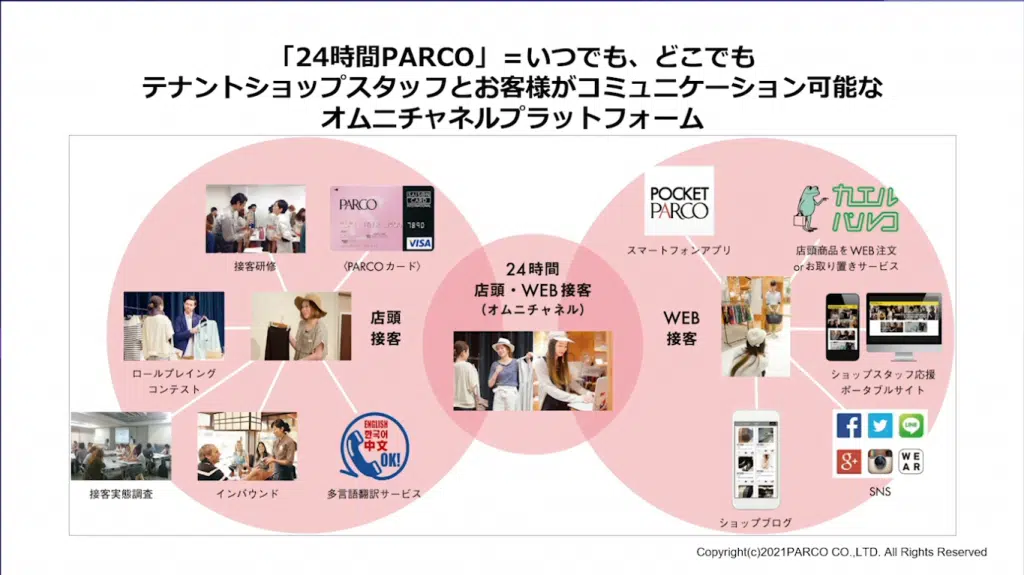 「24時間PARCO」＝いつでも、どこでも
テナントショップスタッフとお客様がコミュニケーション可能な
オムニチャネルプラットフォーム
接客研修
PARCO
SAISON
CARD
INTERNATIONAL
7890
VISA
〈PARCOカード〉
ロールプレイング
コンテスト
店頭
接客
接客実態調査
インバウンド
ENGLISH
한국어
中文
OK!
多言語翻訳サービス
24時間
店頭・WEB接客
（オムニチャネル）
POCKET
PARCO
スマートフォンアプリ
カエル
パルコ
店頭商品をWEB注文
orお取り置きサービス
WEB
接客
ショップスタッフ応援
ポータブルサイト
LINE
g+
WE
AR
SNS
ショップブログ
Copyright(c)2021PARCO CO.,LTD. All Rights Reserved